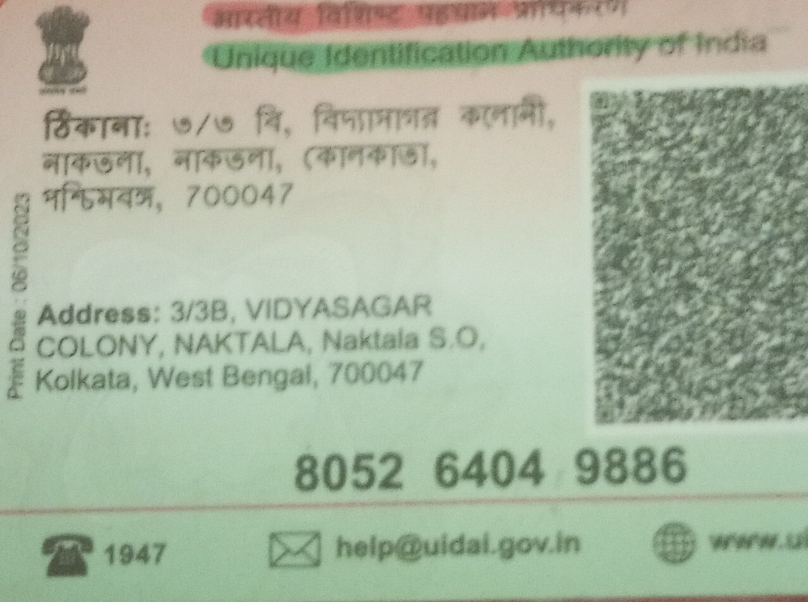 भारतीय विशिष्ट पहचान प्राधिकरण
Unique Identification Authority of India
ঠিকানা: ৩/৩ বি, বিদ্যাসাগর কলোনী,
নাকতলা, নাকতলা, কোলকাতা,
পশ্চিমবঙ্গ, 700047
Print Date : 06/10/2023
Address: 3/3B, VIDYASAGAR
COLONY, NAKTALA, Naktala S.O,
Kolkata, West Bengal, 700047
8052 6404 9886
1947
help@uidai.gov.in